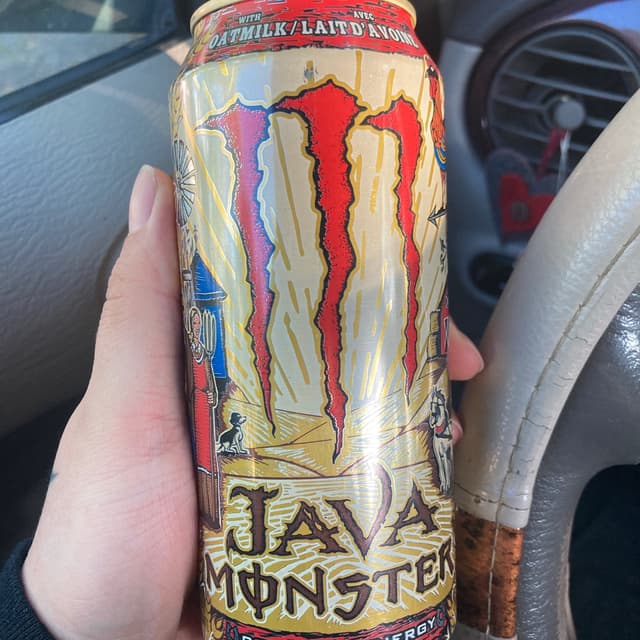 WITH AVEC
OATMILK/LAIT D'AVOINE
JAVA
MONSTER